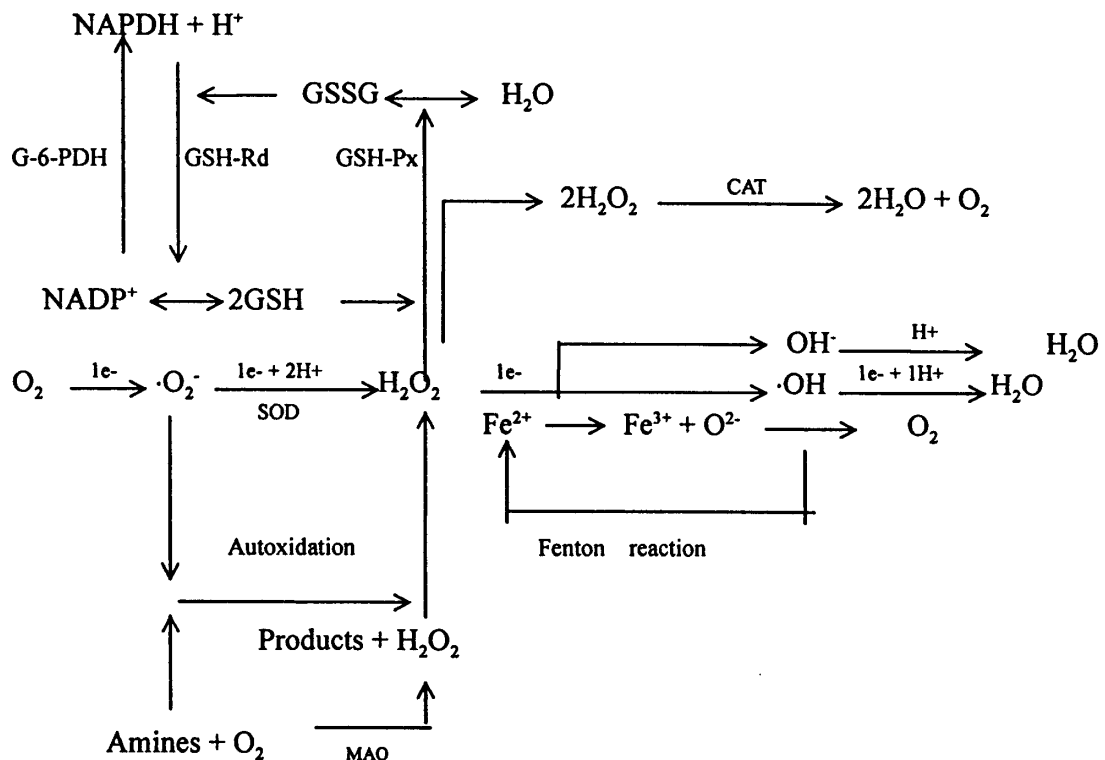 NAPDH + H⁺
GSSG H₂O
G-6-PDH GSH-Rd GSH-Px
2H₂O₂ CAT 2H₂O + O₂
NADP⁺ 2GSH
OH⁻ H+ H₂O
O₂ 1e- ·O₂⁻ 1e- + 2H+ H₂O₂ 1e- ·OH 1e- + 1H+ H₂O
SOD
Fe²⁺ Fe³⁺ + O²⁻ O₂
Autoxidation Fenton reaction
Products + H₂O₂
Amines + O₂ MAO